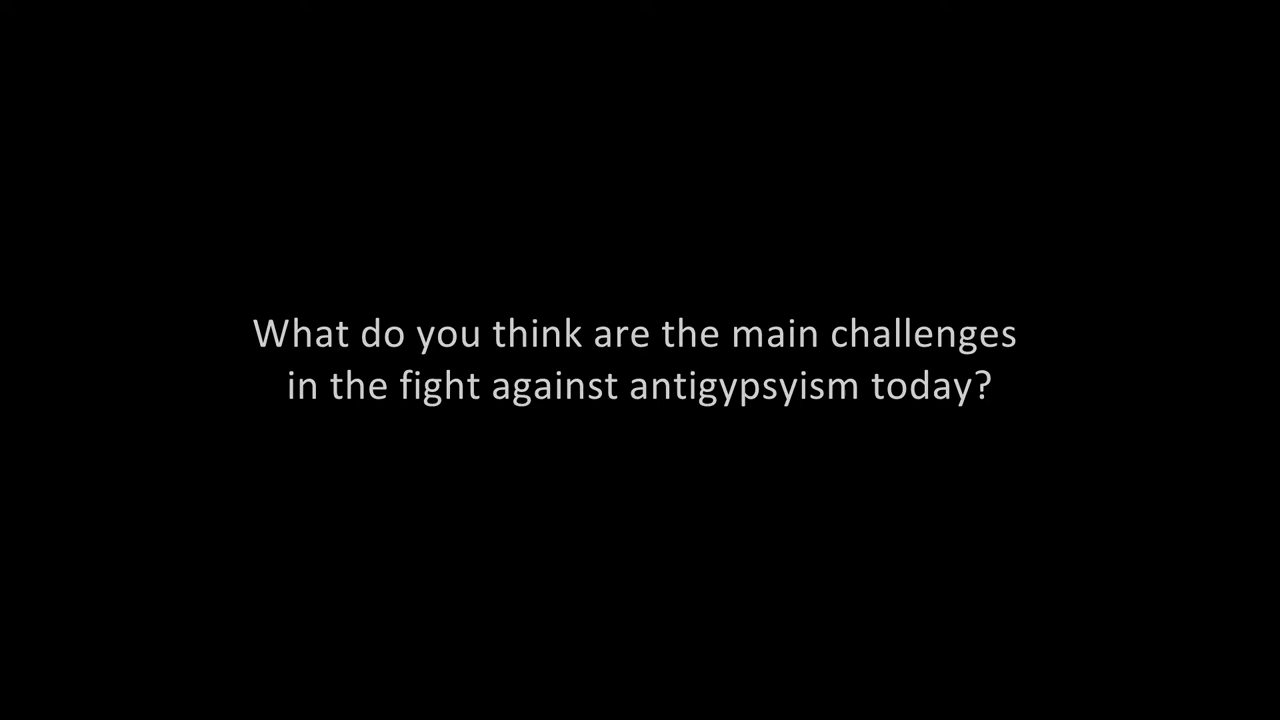 What do you think are the main challenges
in the fight against antigypsyism today?